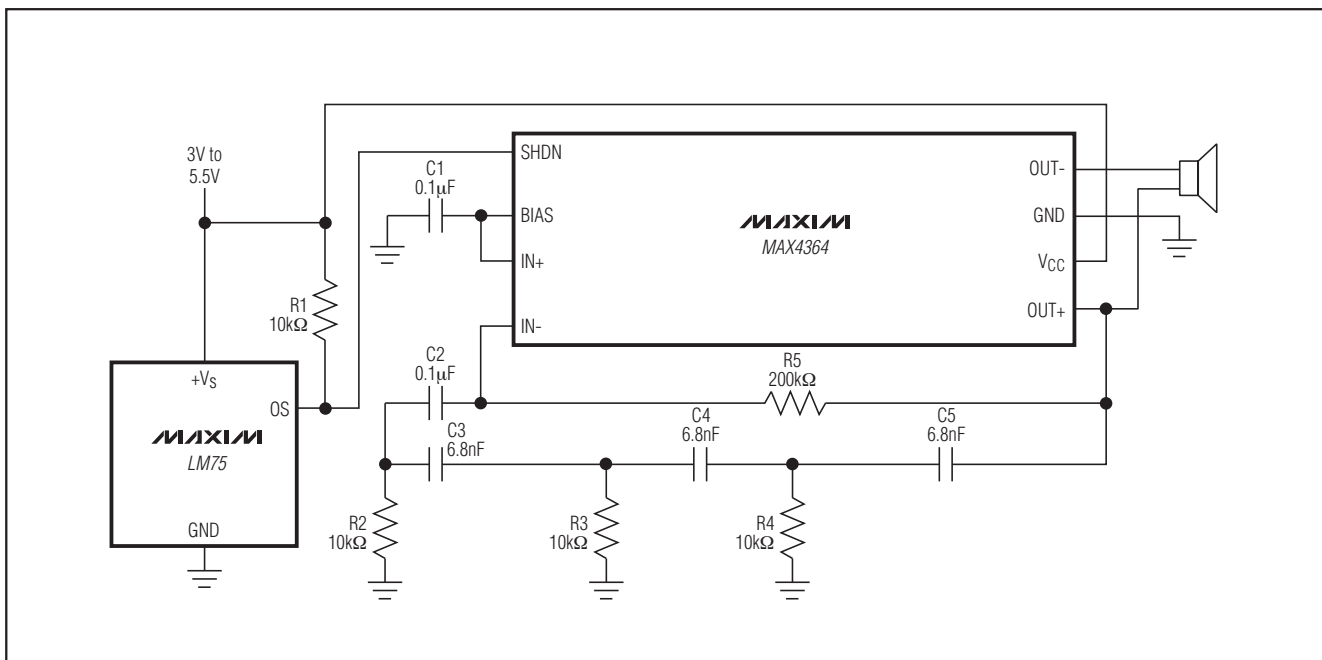 3V to
5.5V
C1
0.1μF
SHDN
BIAS
IN+
IN-
MAXIM
MAX4364
OUT-
GND
VCC
OUT+
R1
10kΩ
+VS
OS
MAXIM
LM75
GND
C2
0.1μF
C3
6.8nF
R5
200kΩ
C4
6.8nF
C5
6.8nF
R2
10kΩ
R3
10kΩ
R4
10kΩ